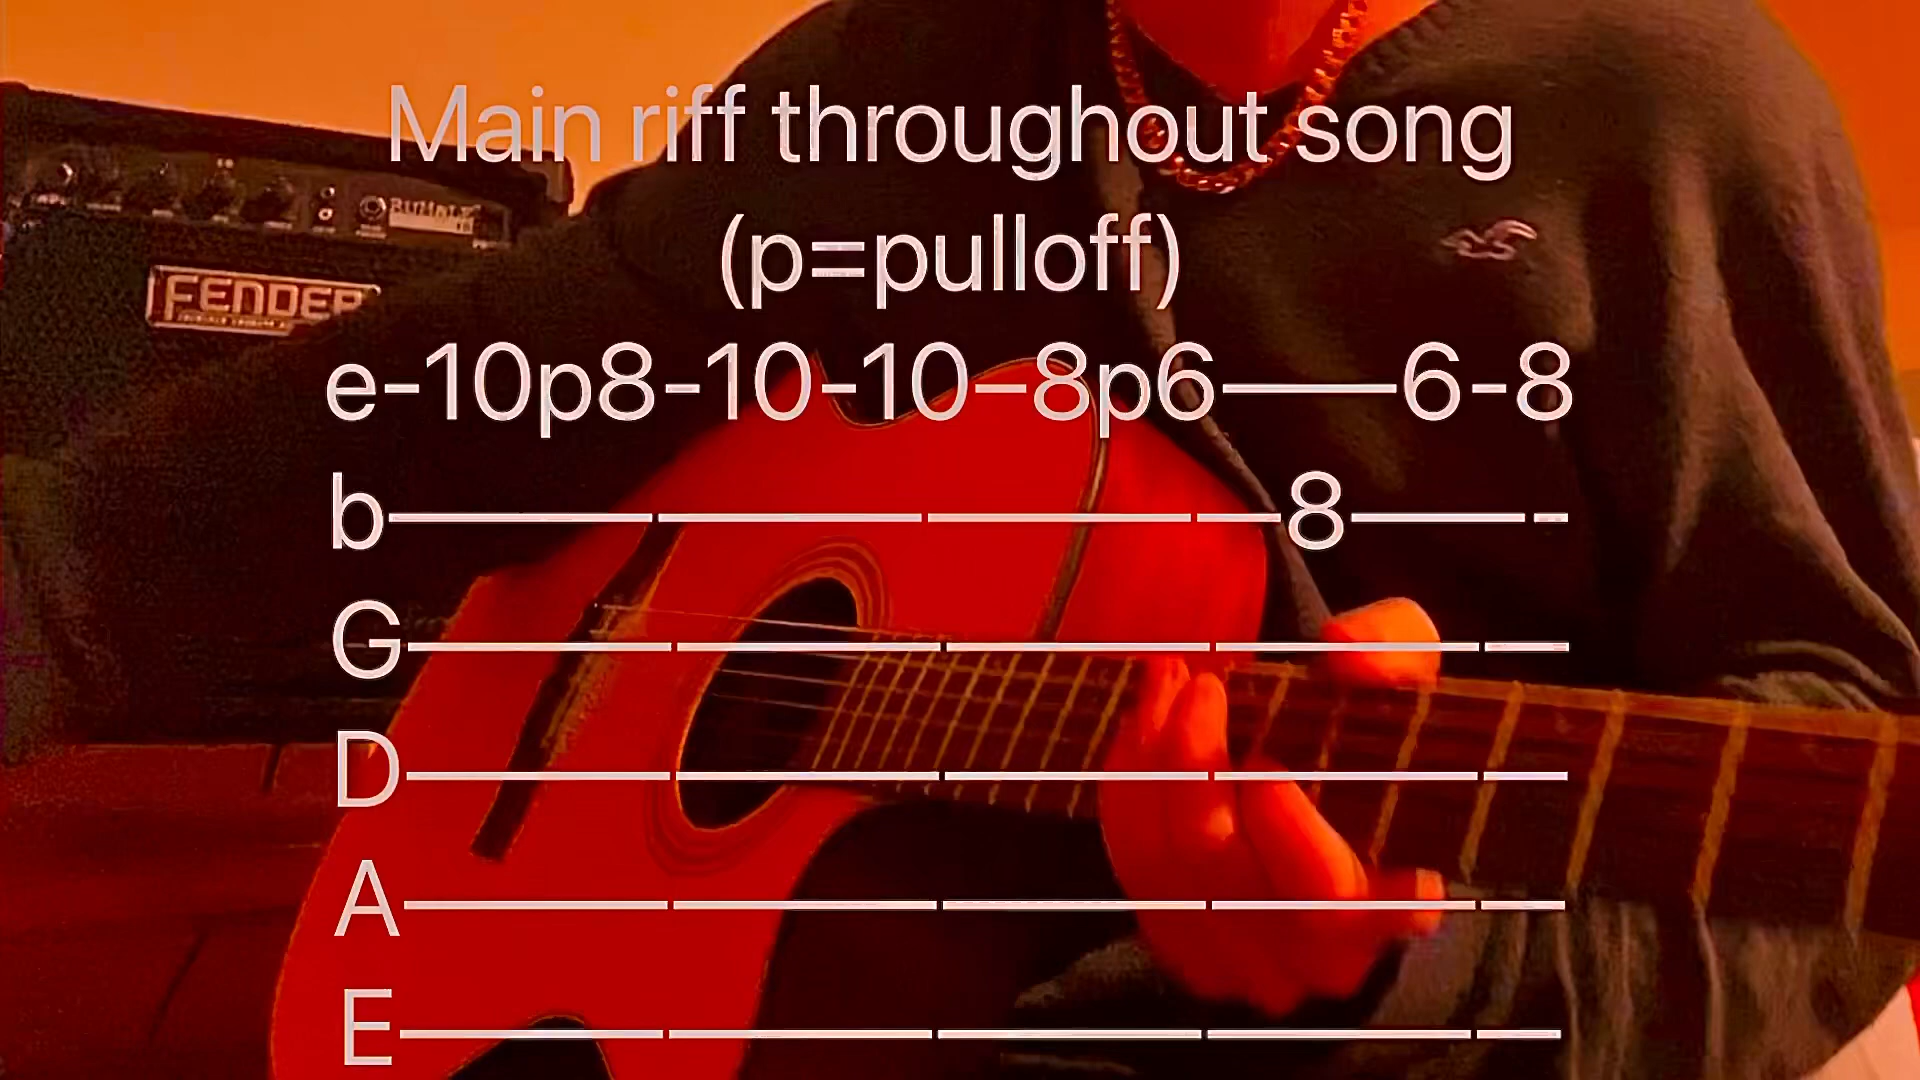 Main riff throughout song
(p=pulloff)
e-10p8-10-10–8p6——6-8
b—————8——-
G—————
D—————
A—————
E—————
FENDER